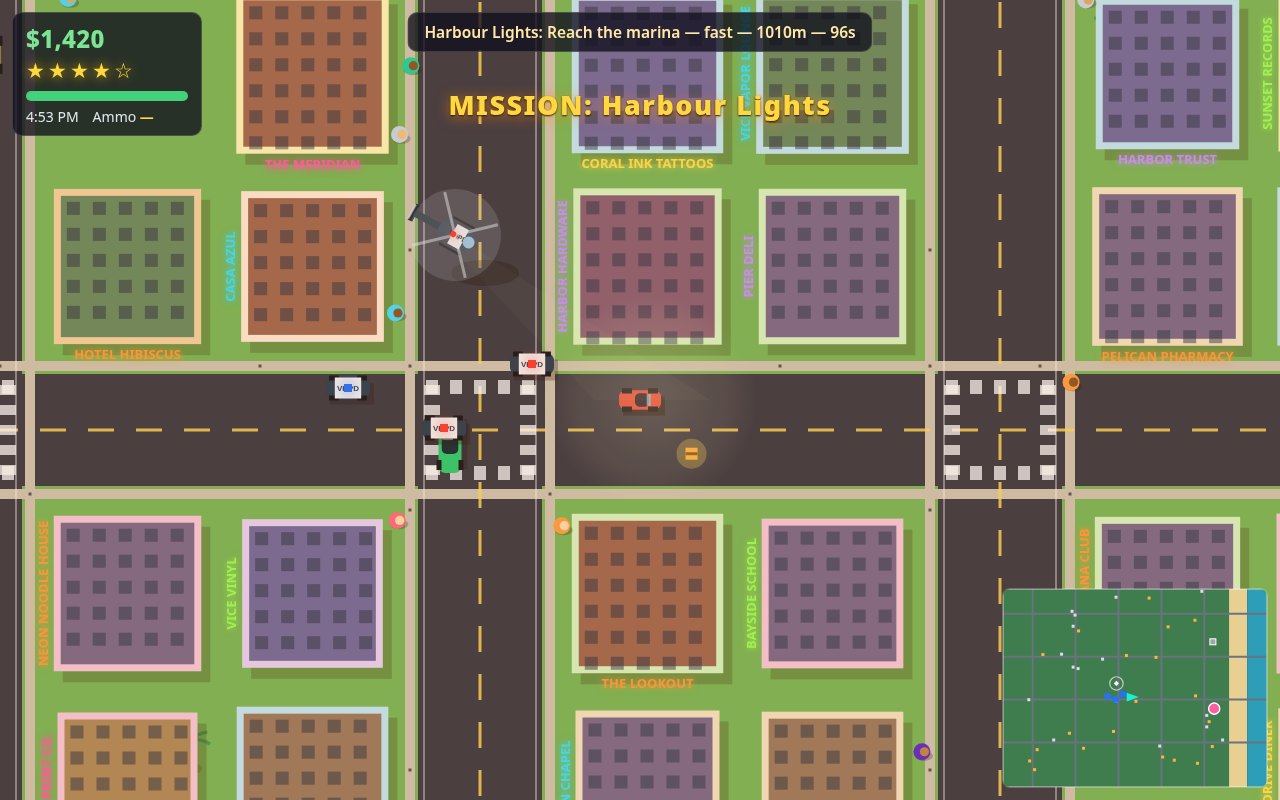 $1,420
★★★★☆
4:53 PM Ammo —
Harbour Lights: Reach the marina — fast — 1010m — 96s
MISSION: Harbour Lights
THE MERIDIAN
CORAL INK TATTOOS
HARBOR TRUST
SUNSET RECORDS
CASA AZUL
HARBOR HARDWARE
PIER DELI
HOTEL HIBISCUS
PELICAN PHARMACY
NEON NOODLE HOUSE
VICE VINYL
BAYSIDE SCHOOL
THE LOOKOUT